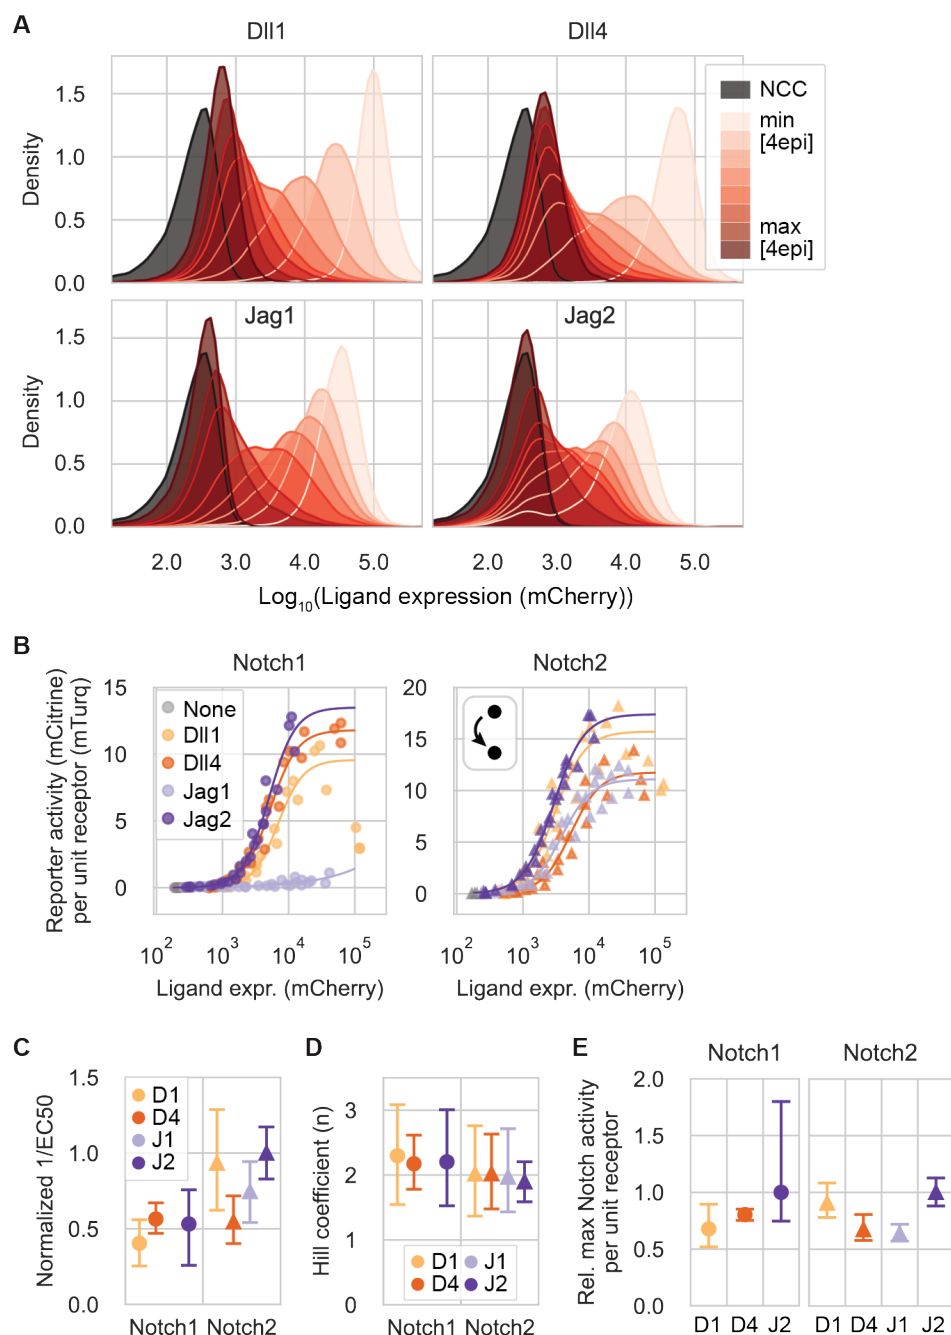 A
Dll1
Dll4
Density
1.5
1.0
0.5
0.0
NCC
min
[4epi]
max
[4epi]
Jag1
Jag2
Density
1.5
1.0
0.5
0.0
2.0 3.0 4.0 5.0
2.0 3.0 4.0 5.0
Log10(Ligand expression (mCherry))
B
Notch1
Notch2
Reporter activity (mCitrine)
per unit receptor (mTurq)
15
10
5
0
None
Dll1
Dll4
Jag1
Jag2
20
15
10
5
0
10^2 10^3 10^4 10^5
10^2 10^3 10^4 10^5
Ligand expr. (mCherry)
Ligand expr. (mCherry)
C
Normalized 1/EC50
1.5
1.0
0.5
0.0
D1
D4
J1
J2
Notch1 Notch2
D
Hill coefficient (n)
3
2
1
0
D1 J1
D4 J2
Notch1 Notch2
E
Notch1
Notch2
Rel. max Notch activity
per unit receptor
2.0
1.5
1.0
0.5
0.0
D1 D4 J2
D1 D4 J1 J2